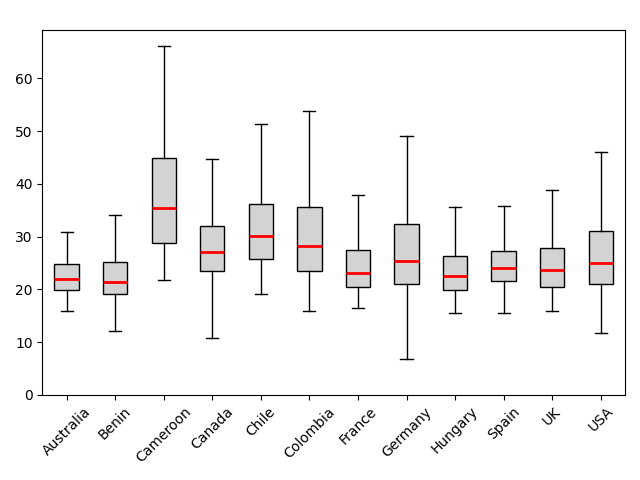 60
50
40
30
20
10
0
Australia
Benin
Cameroon
Canada
Chile
Colombia
France
Germany
Hungary
Spain
UK
USA